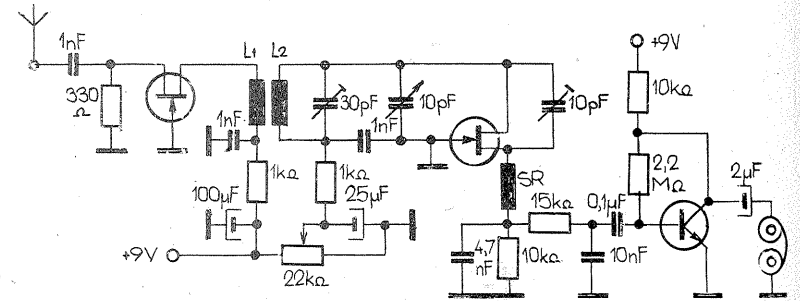 1nF
330
Ω
L1
L2
1nF
30pF
10pF
1nF
10pF
1kΩ
1kΩ
100µF
25µF
+9V
22kΩ
SR
15kΩ
0,1µF
4,7
nF
10kΩ
10nF
+9V
10kΩ
2,2
MΩ
2µF